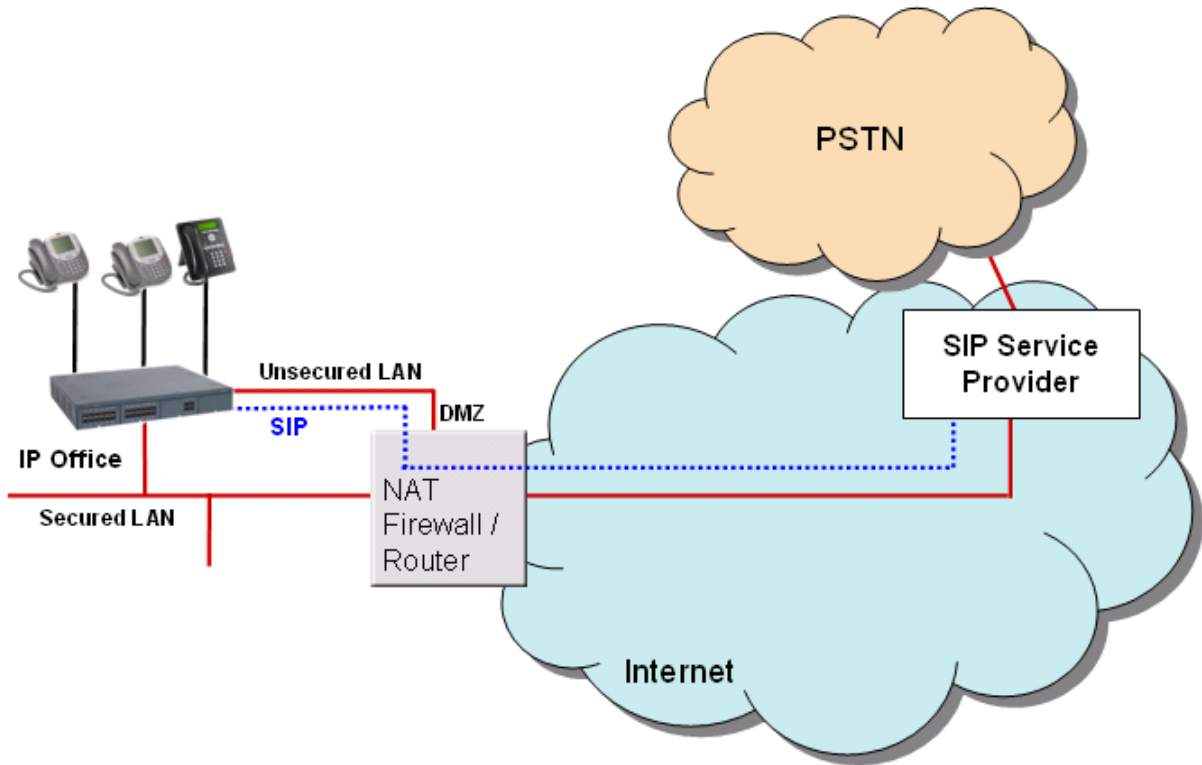 PSTN
SIP Service
Provider
Unsecured LAN
DMZ
SIP
IP Office
Secured LAN
NAT
Firewall /
Router
Internet